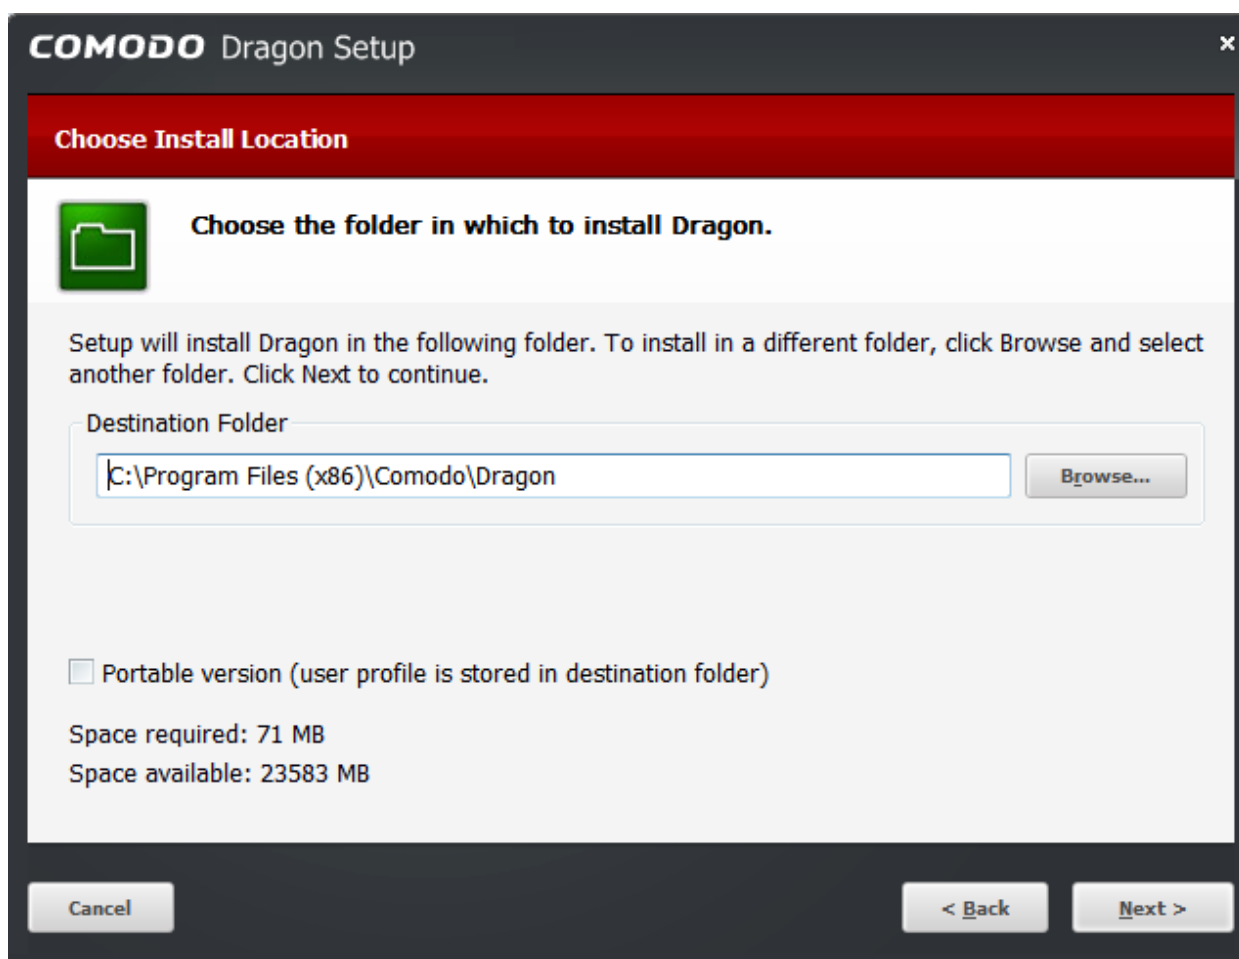 COMODO Dragon Setup
Choose Install Location
Choose the folder in which to install Dragon.
Setup will install Dragon in the following folder. To install in a different folder, click Browse and select
another folder. Click Next to continue.
Destination Folder
C:\Program Files (x86)\Comodo\Dragon
Browse...
Portable version (user profile is stored in destination folder)
Space required: 71 MB
Space available: 23583 MB
Cancel
< Back
Next >